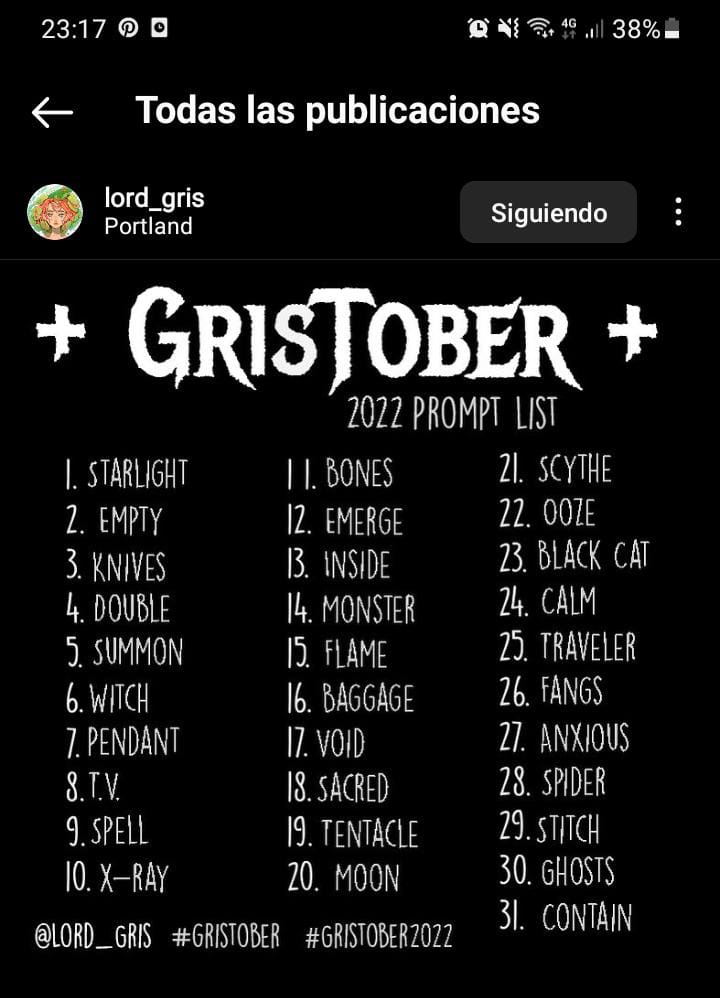 23:17
4G 38%
Todas las publicaciones
lord_gris
Portland
Siguiendo
+ GRISTOBER +
2022 PROMPT LIST
1. STARLIGHT
2. EMPTY
3. KNIVES
4. DOUBLE
5. SUMMON
6. WITCH
7. PENDANT
8. T.V.
9. SPELL
10. X-RAY
11. BONES
12. EMERGE
13. INSIDE
14. MONSTER
15. FLAME
16. BAGGAGE
17. VOID
18. SACRED
19. TENTACLE
20. MOON
21. SCYTHE
22. OOZE
23. BLACK CAT
24. CALM
25. TRAVELER
26. FANGS
27. ANXIOUS
28. SPIDER
29. STITCH
30. GHOSTS
31. CONTAIN
@LORD_GRIS #GRISTOBER #GRISTOBER2022